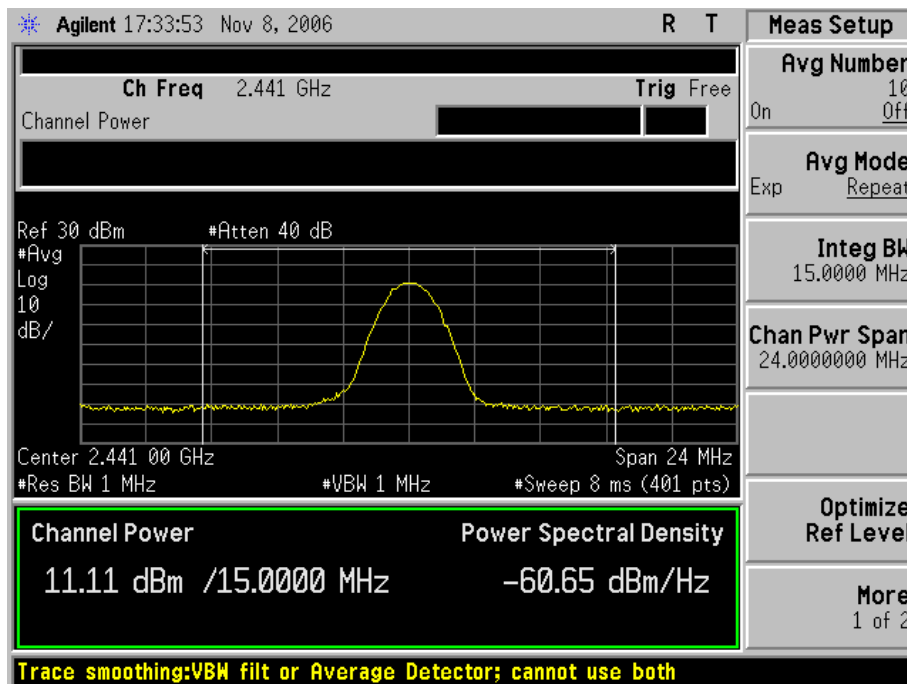 Agilent 17:33:53 Nov 8, 2006 R T
Ch Freq 2.441 GHz Trig Free
Channel Power
Ref 30 dBm #Atten 40 dB
#Avg
Log
10
dB/
Center 2.441 00 GHz Span 24 MHz
#Res BW 1 MHz #VBW 1 MHz #Sweep 8 ms (401 pts)
Channel Power Power Spectral Density
11.11 dBm /15.0000 MHz -60.65 dBm/Hz
Trace smoothing:VBW filt or Average Detector; cannot use both
Meas Setup
Avg Number
10
On Off
Avg Mode
Exp Repeat
Integ BW
15.0000 MHz
Chan Pwr Span
24.0000000 MHz
Optimize
Ref Level
More
1 of 2